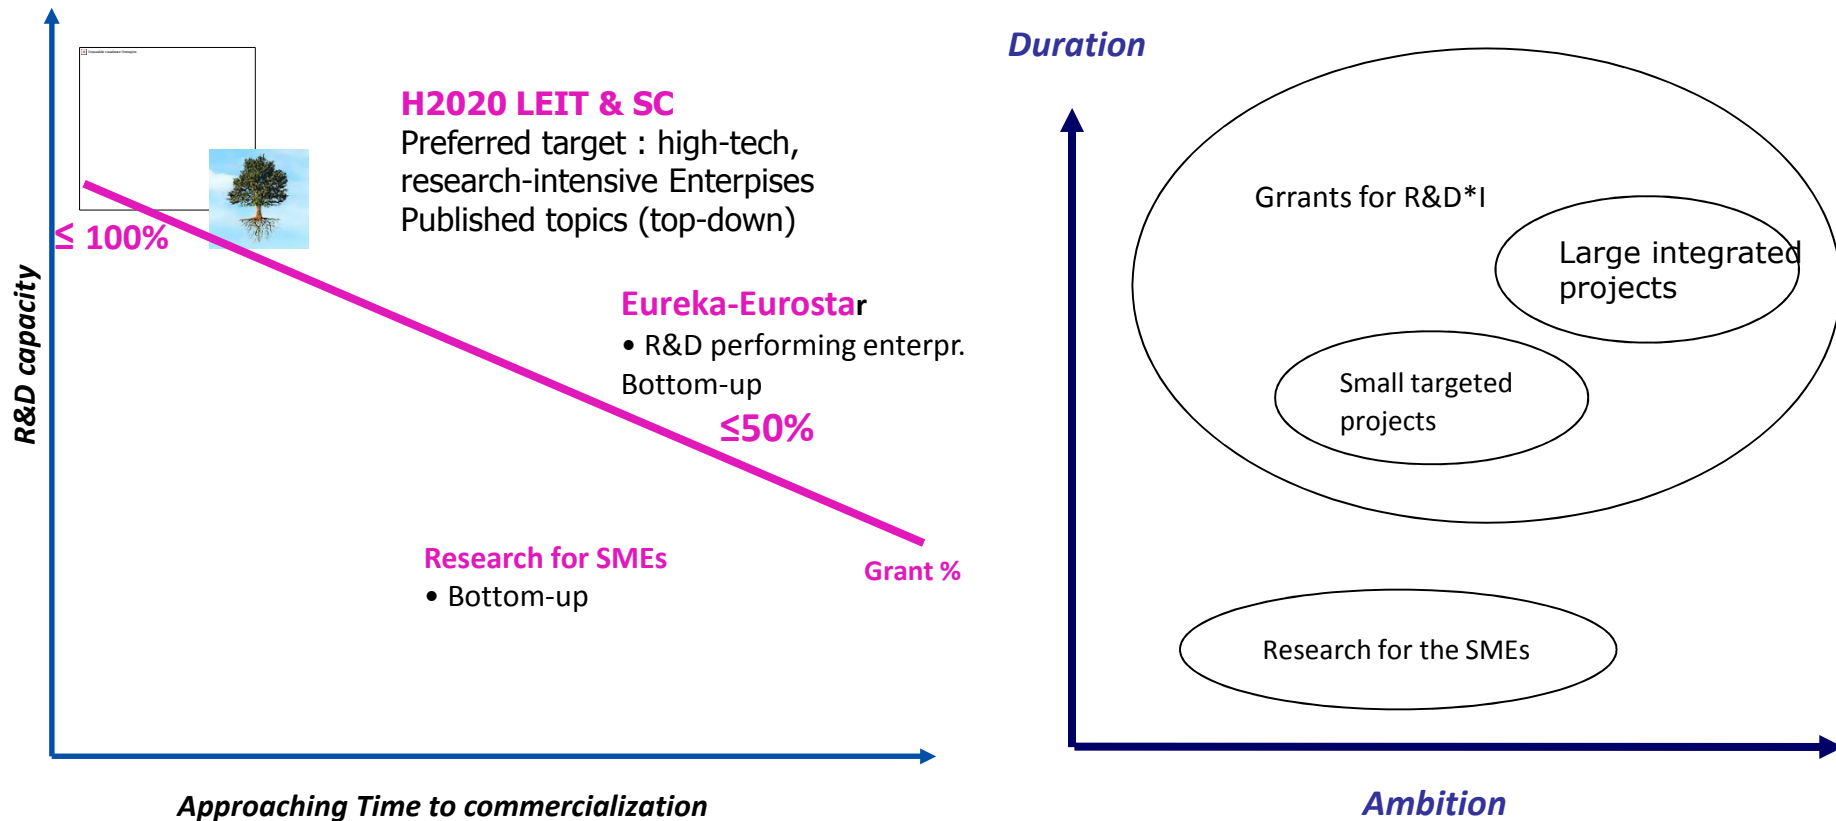 H2020 LEIT & SC
Preferred target : high-tech,
research-intensive Enterpises
Published topics (top-down)
≤ 100%
R&D capacity
Eureka-Eurostar
• R&D performing enterpr.
Bottom-up
≤50%
Research for SMEs
• Bottom-up
Grant %
Approaching Time to commercialization
Duration
Grrants for R&D*I
Large integrated
projects
Small targeted
projects
Research for the SMEs
Ambition